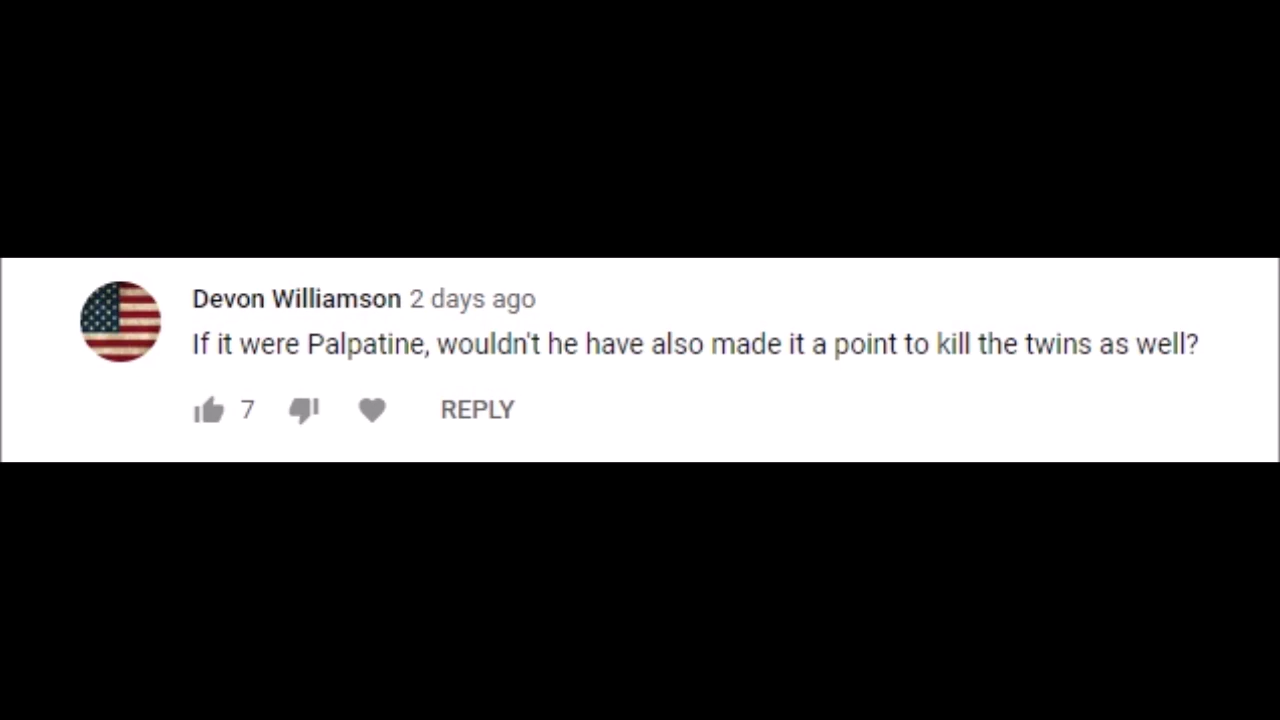 Devon Williamson 2 days ago
If it were Palpatine, wouldn't he have also made it a point to kill the twins as well?
7 REPLY